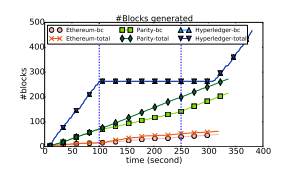 #Blocks generated
500
400
300
200
100
0
#blocks
Ethereum-bc
Parity-bc
Hyperledger-bc
Ethereum-total
Parity-total
Hyperledger-total
0 50 100 150 200 250 300 350 400
time (second)